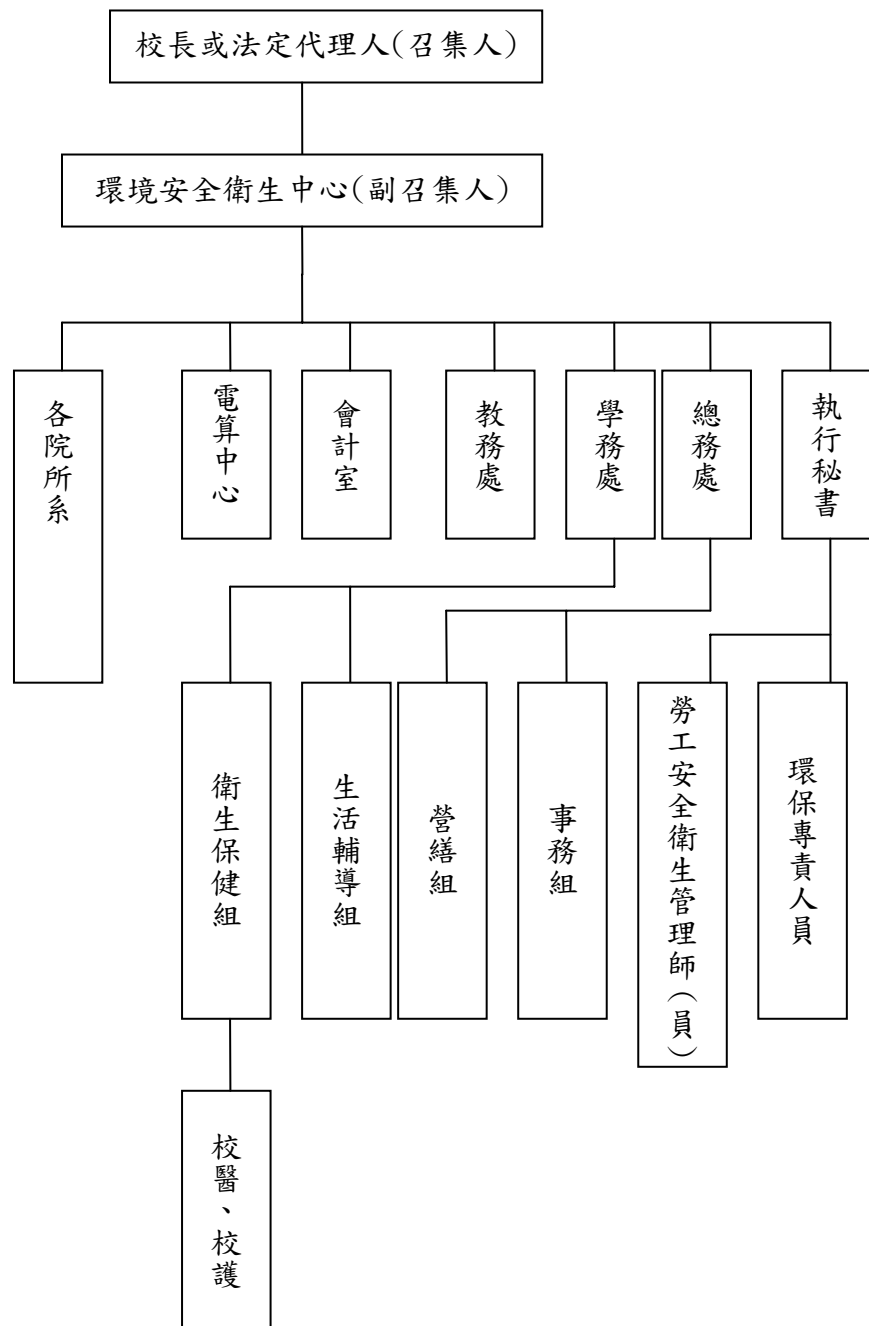 校長或法定代理人(召集人)
環境安全衛生中心(副召集人)
各院所系
電算中心
會計室
教務處
學務處
總務處
執行秘書
衛生保健組
生活輔導組
營繕組
事務組
勞工安全衛生管理師(員)
環保專責人員
校醫、校護